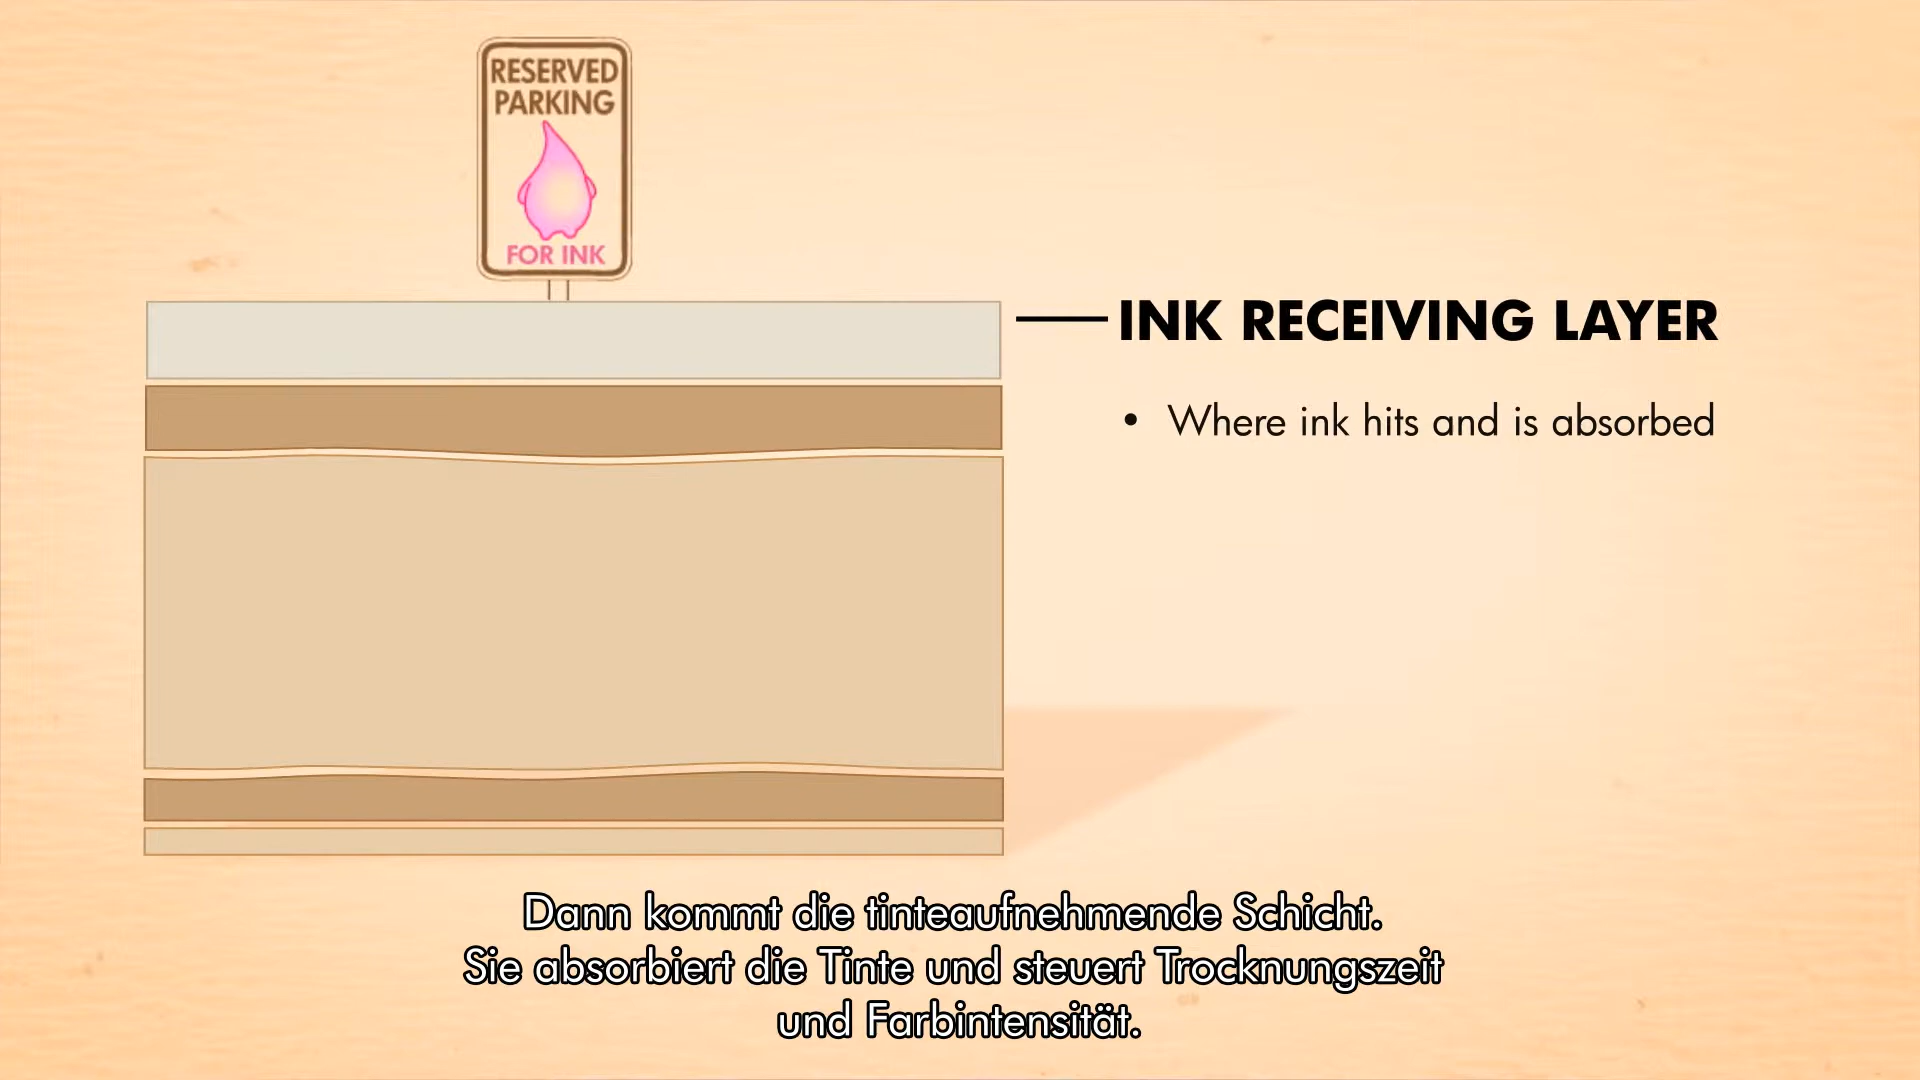 RESERVED
PARKING
FOR INK
INK RECEIVING LAYER
• Where ink hits and is absorbed
Dann kommt die tinteaufnehmende Schicht.
Sie absorbiert die Tinte und steuert Trocknungszeit
und Farbintensität.